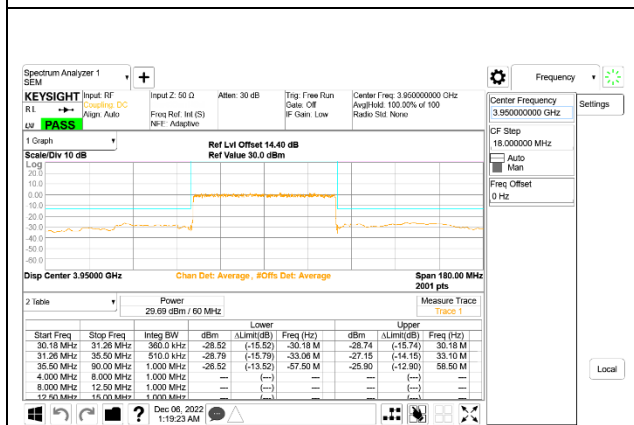 Spectrum Analyzer 1
SEM
Frequency
KEYSIGHT Input: RF Input Z: 50 Ω Atten: 30 dB Trig: Free Run Center Freq: 3.950000000 GHz
RL Coupling: DC Gate: Off Avg|Hold: 100.00% of 100
Align: Auto Freq Ref: Int (S) IF Gain: Low Radio Std: None
PASS NFE: Adaptive
Center Frequency
3.950000000 GHz
Settings
CF Step
18.000000 MHz
Auto
Man
Freq Offset
0 Hz
1 Graph
Ref Lvl Offset 14.40 dB
Scale/Div 10 dB Ref Value 30.0 dBm
Log
20.0
10.0
0.00
-10.0
-20.0
-30.0
-40.0
-50.0
-60.0
Disp Center 3.95000 GHz Chan Det: Average , #Offs Det: Average Span 180.00 MHz
2001 pts
2 Table Power Measure Trace
29.69 dBm / 60 MHz Trace 1
Lower Upper
Start Freq Stop Freq Integ BW dBm ΔLimit(dB) Freq (Hz) dBm ΔLimit(dB) Freq (Hz)
30.18 MHz 31.26 MHz 360.0 kHz -28.52 (-15.52) -30.18 M -28.74 (-15.74) 30.18 M
31.26 MHz 35.50 MHz 510.0 kHz -28.79 (-15.79) -33.06 M -27.15 (-14.15) 33.10 M
35.50 MHz 90.00 MHz 1.000 MHz -26.52 (-13.52) -57.50 M -25.90 (-12.90) 58.50 M
4.000 MHz 8.000 MHz 1.000 MHz --- (---) --- --- (---) ---
8.000 MHz 12.50 MHz 1.000 MHz --- (---) --- --- (---) ---
12.50 MHz 15.00 MHz 1.000 MHz --- (---) --- --- (---) ---
Local
? Dec 06, 2022
1:19:23 AM